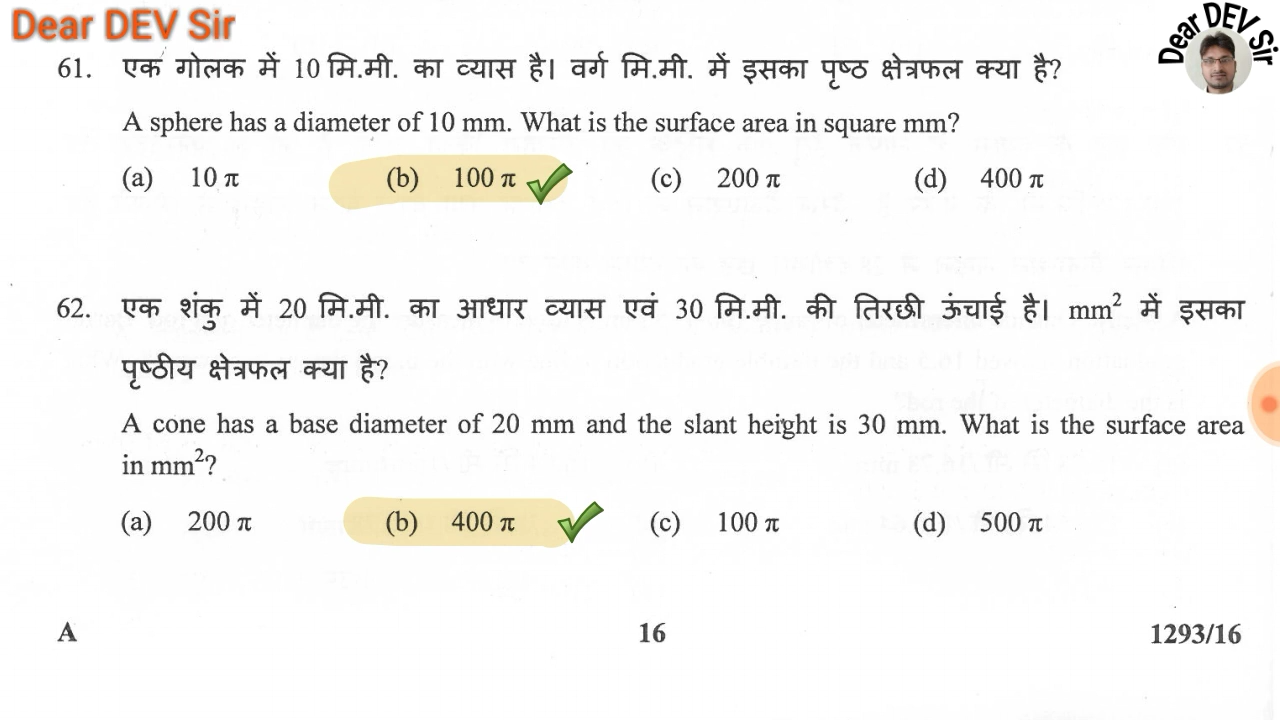 Dear DEV Sir
Dear DEV Sir
61. एक गोलक में 10 मि.मी. का व्यास है। वर्ग मि.मी. में इसका पृष्ठ क्षेत्रफल क्या है?
A sphere has a diameter of 10 mm. What is the surface area in square mm?
(a) 10 π (b) 100 π (c) 200 π (d) 400 π
62. एक शंकु में 20 मि.मी. का आधार व्यास एवं 30 मि.मी. की तिरछी ऊंचाई है। mm² में इसका
पृष्ठीय क्षेत्रफल क्या है?
A cone has a base diameter of 20 mm and the slant height is 30 mm. What is the surface area
in mm²?
(a) 200 π (b) 400 π (c) 100 π (d) 500 π
A 16 1293/16